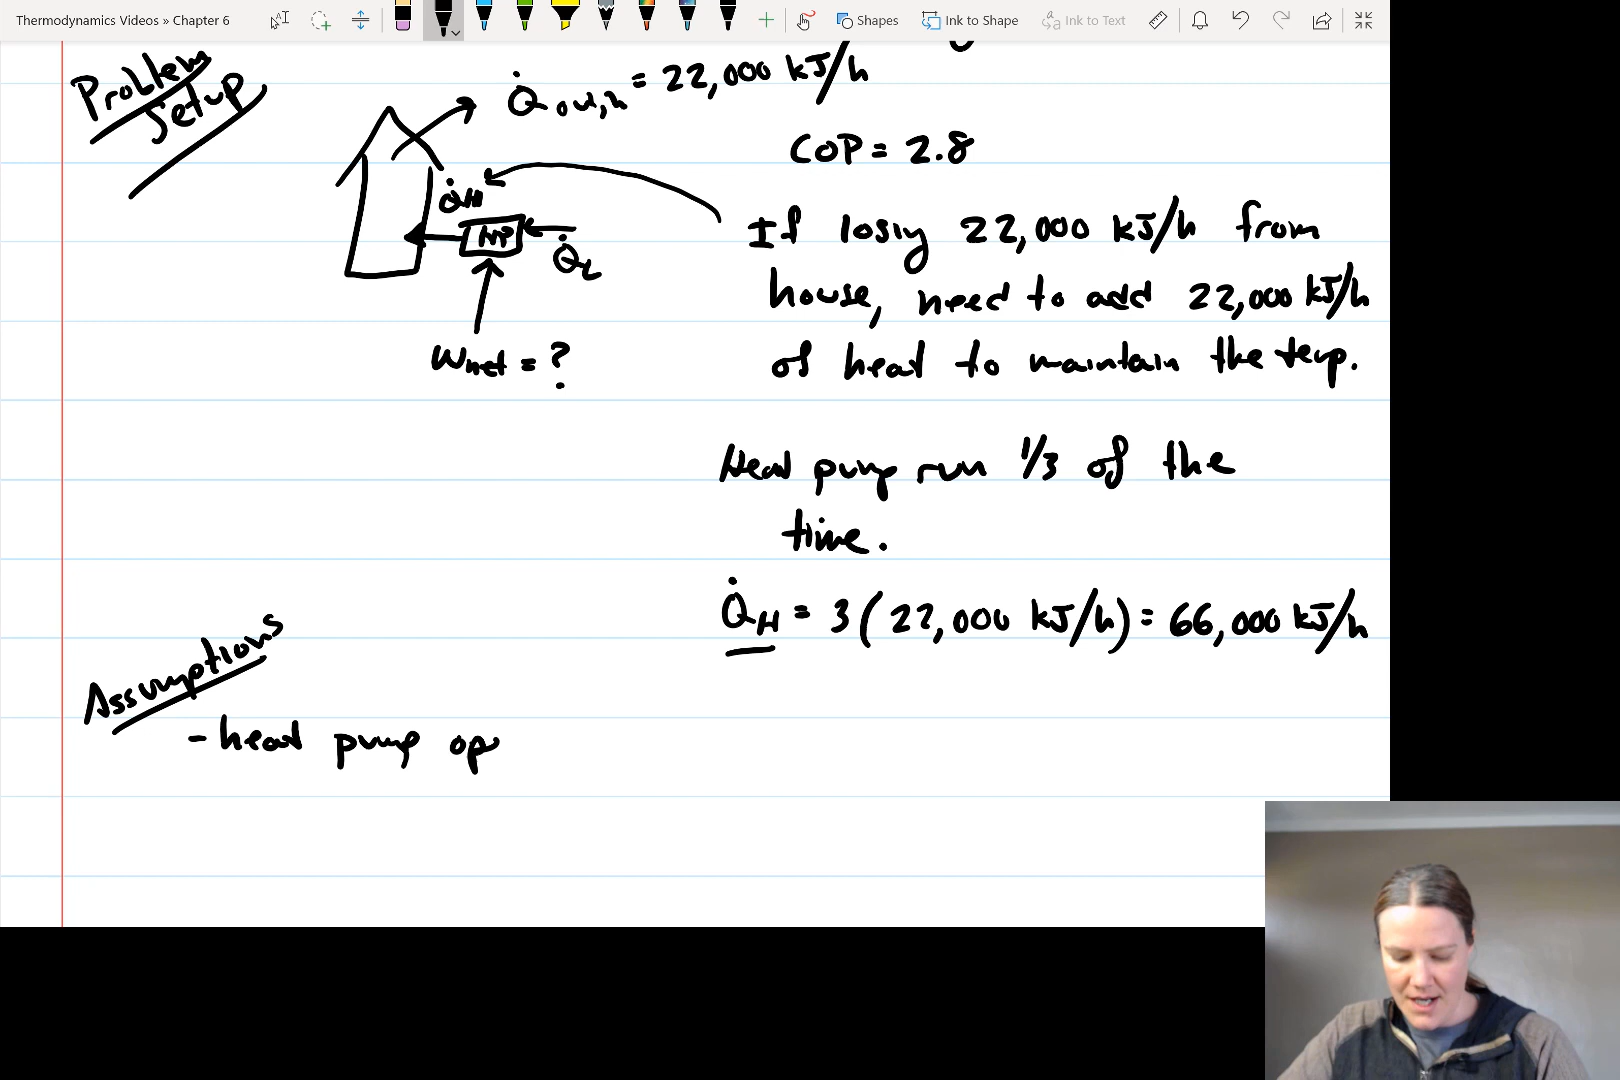 Thermodynamics Videos » Chapter 6
Shapes
Ink to Shape
Ink to Text
Problem
Setup
Q̇out,h = 22,000 kJ/h
COP = 2.8
Q̇H
HP
Q̇L
Wnet = ?
If losing 22,000 kJ/h from
house, need to add 22,000 kJ/h
of heat to maintain the temp.
Heat pump run 1/3 of the
time.
Q̇H = 3(22,000 kJ/h) = 66,000 kJ/h
Assumptions
- heat pump op